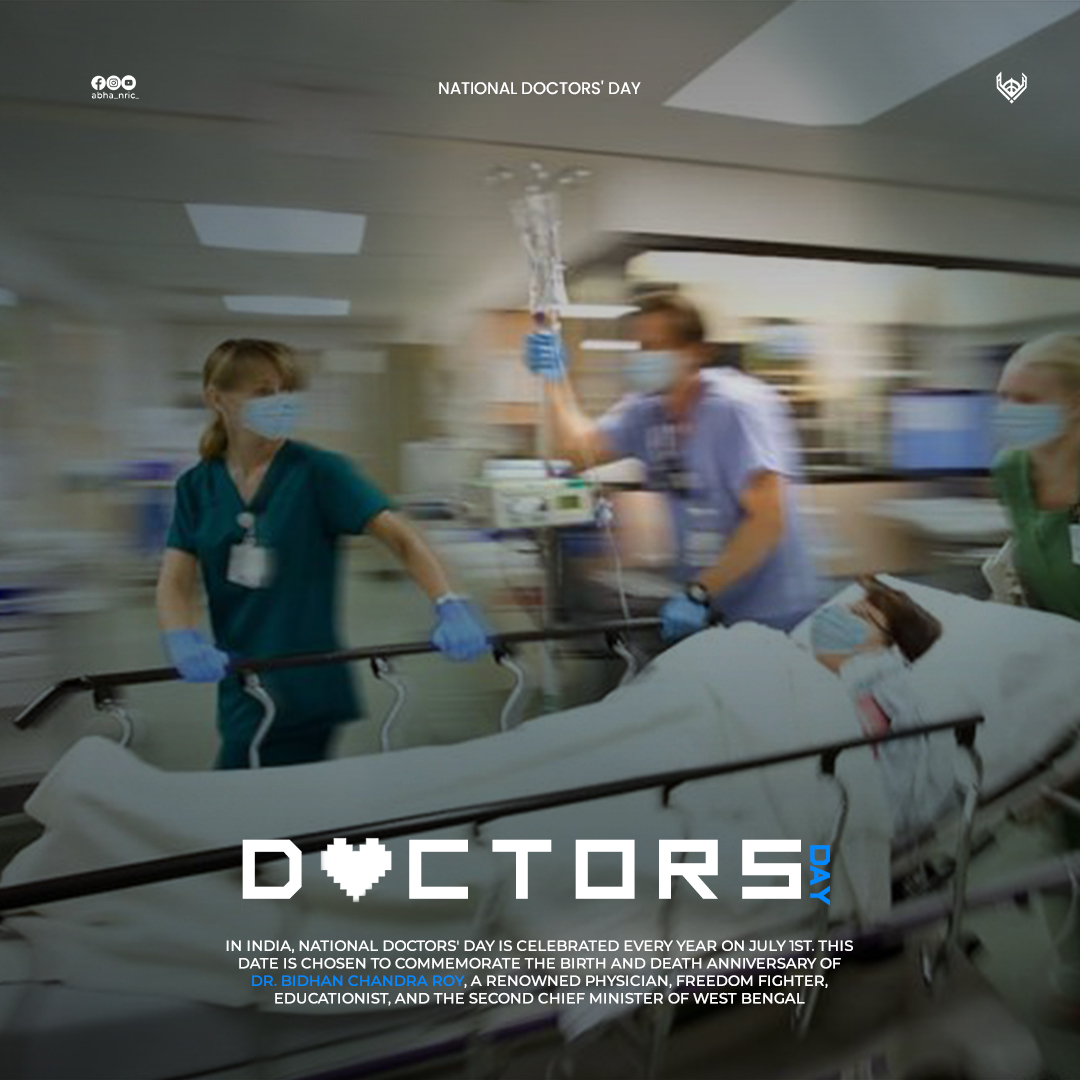 abha_nric_
NATIONAL DOCTORS' DAY
D♥CTORS
DAY
IN INDIA, NATIONAL DOCTORS' DAY IS CELEBRATED EVERY YEAR ON JULY 1ST. THIS
DATE IS CHOSEN TO COMMEMORATE THE BIRTH AND DEATH ANNIVERSARY OF
DR. BIDHAN CHANDRA ROY, A RENOWNED PHYSICIAN, FREEDOM FIGHTER,
EDUCATIONIST, AND THE SECOND CHIEF MINISTER OF WEST BENGAL